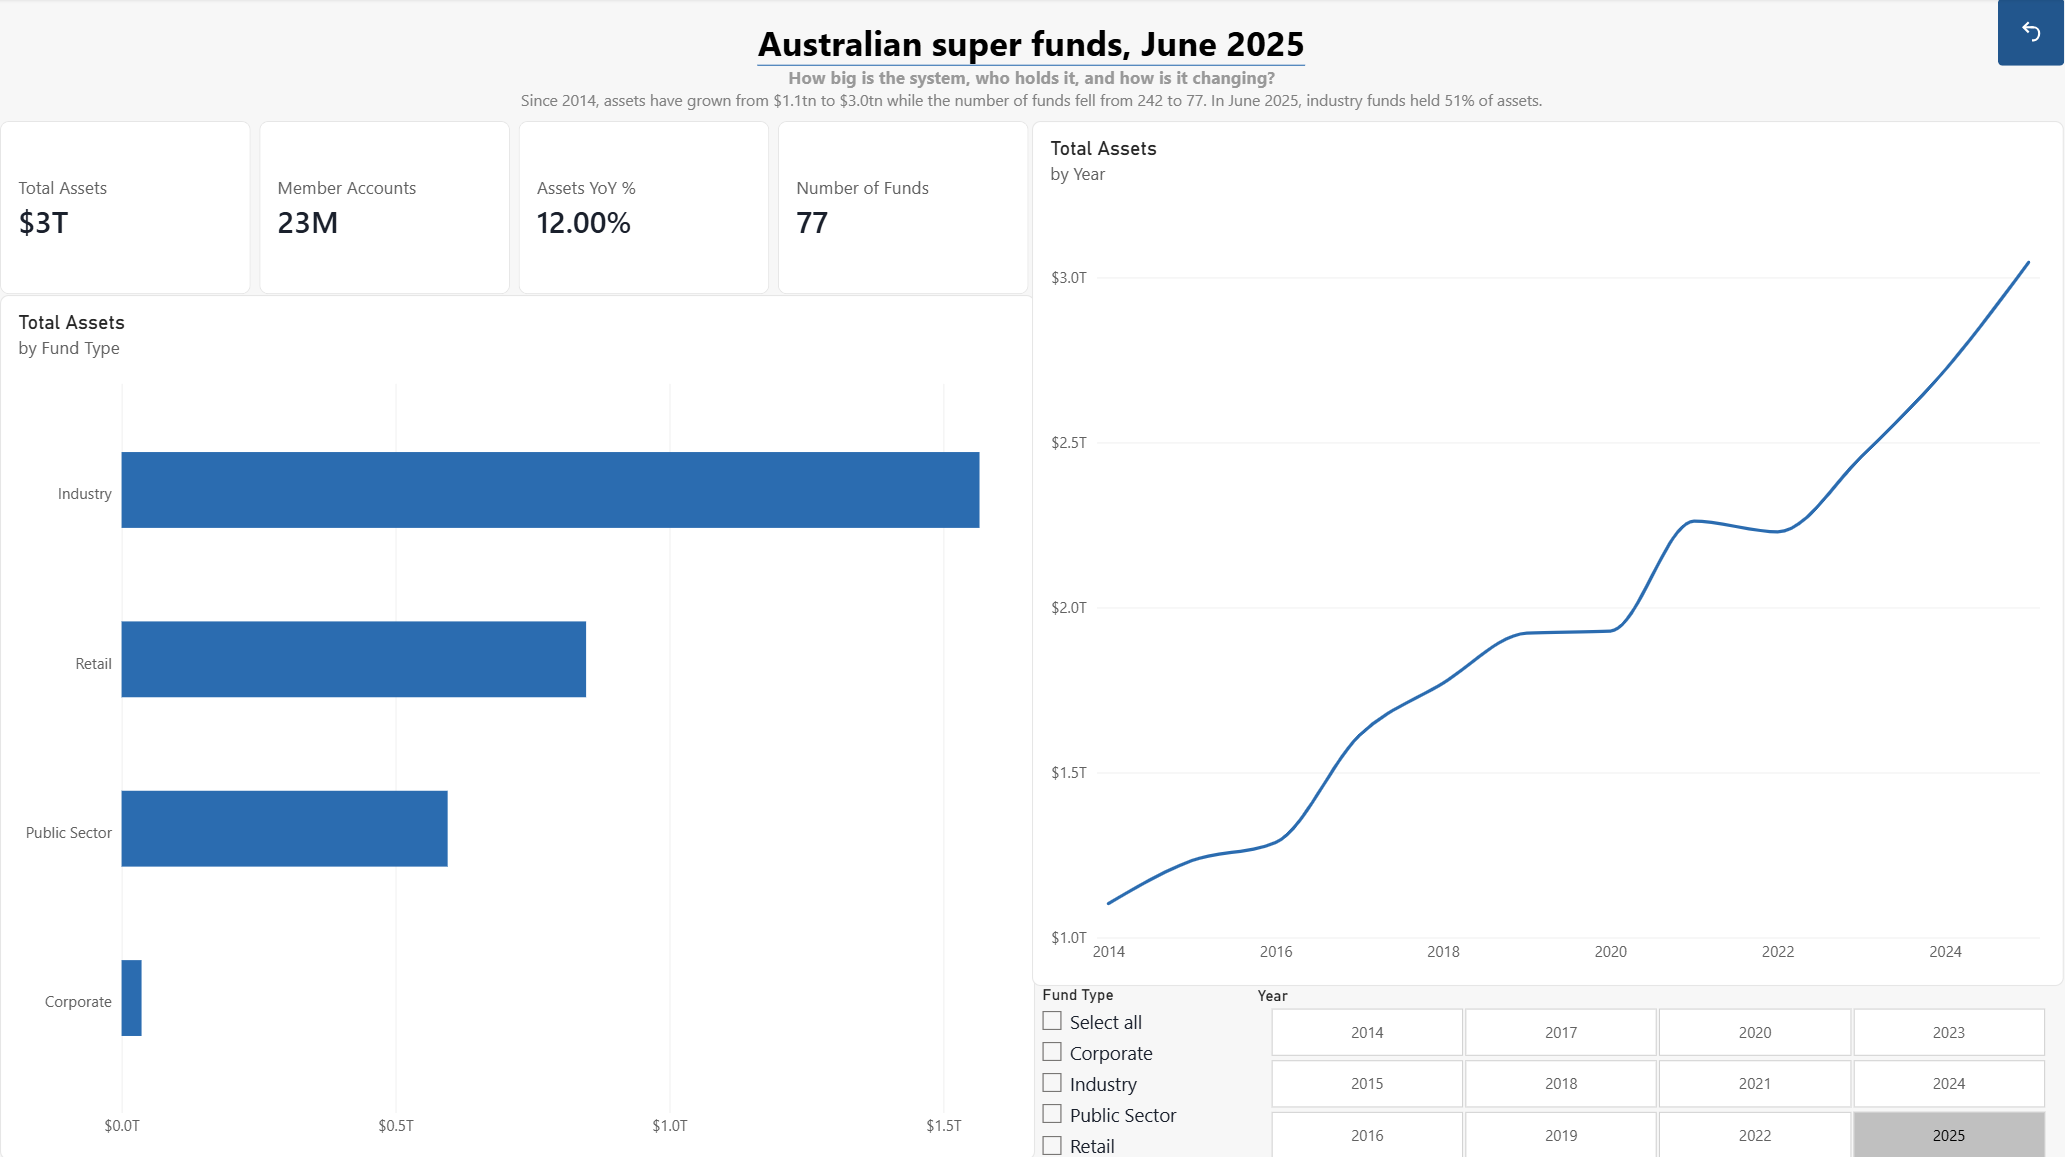 Australian super funds, June 2025
How big is the system, who holds it, and how is it changing?
Since 2014, assets have grown from $1.1tn to $3.0tn while the number of funds fell from 242 to 77. In June 2025, industry funds held 51% of assets.
Total Assets
$3T
Member Accounts
23M
Assets YoY %
12.00%
Number of Funds
77
Total Assets
by Fund Type
Industry
Retail
Public Sector
Corporate
$0.0T
$0.5T
$1.0T
$1.5T
Total Assets
by Year
$3.0T
$2.5T
$2.0T
$1.5T
$1.0T
2014
2016
2018
2020
2022
2024
Fund Type
Select all
Corporate
Industry
Public Sector
Retail
Year
2014
2017
2020
2023
2015
2018
2021
2024
2016
2019
2022
2025